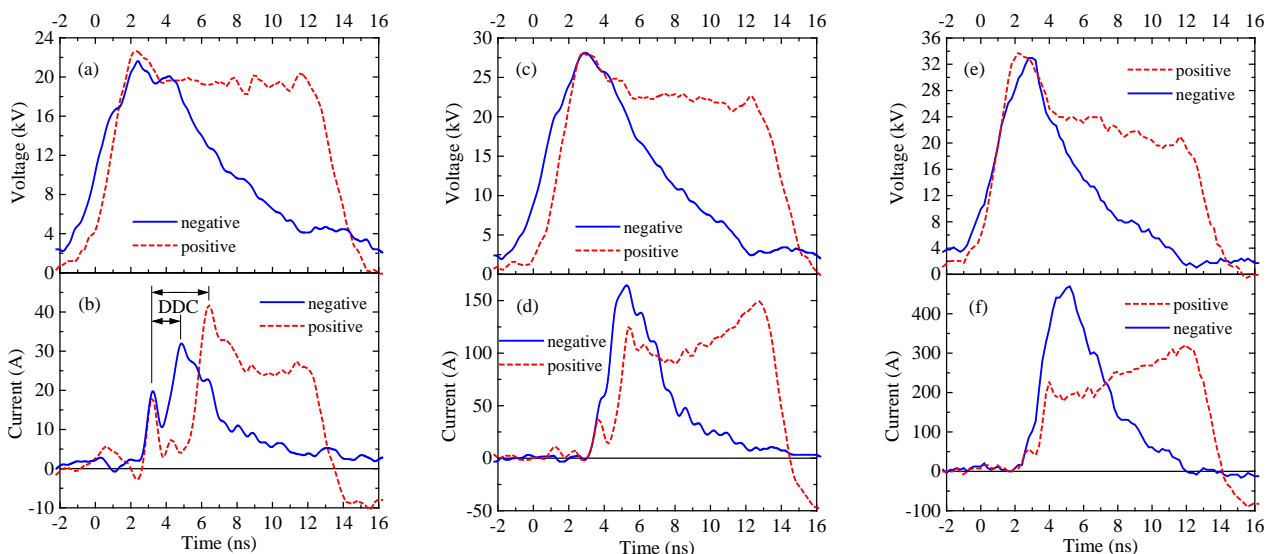 -2 0 2 4 6 8 10 12 14 16
-2 0 2 4 6 8 10 12 14 16
-2 0 2 4 6 8 10 12 14 16
24
20
16
12
8
4
0
Voltage (kV)
(a)
negative
positive
30
25
20
15
10
5
0
Voltage (kV)
(c)
negative
positive
36
32
28
24
20
16
12
8
4
0
Voltage (kV)
(e)
positive
negative
40
30
20
10
0
-10
Current (A)
(b)
DDC
negative
positive
-2 0 2 4 6 8 10 12 14 16
Time (ns)
150
100
50
0
-50
Current (A)
(d)
negative
positive
-2 0 2 4 6 8 10 12 14 16
Time (ns)
400
300
200
100
0
-100
Current (A)
(f)
positive
negative
-2 0 2 4 6 8 10 12 14 16
Time (ns)